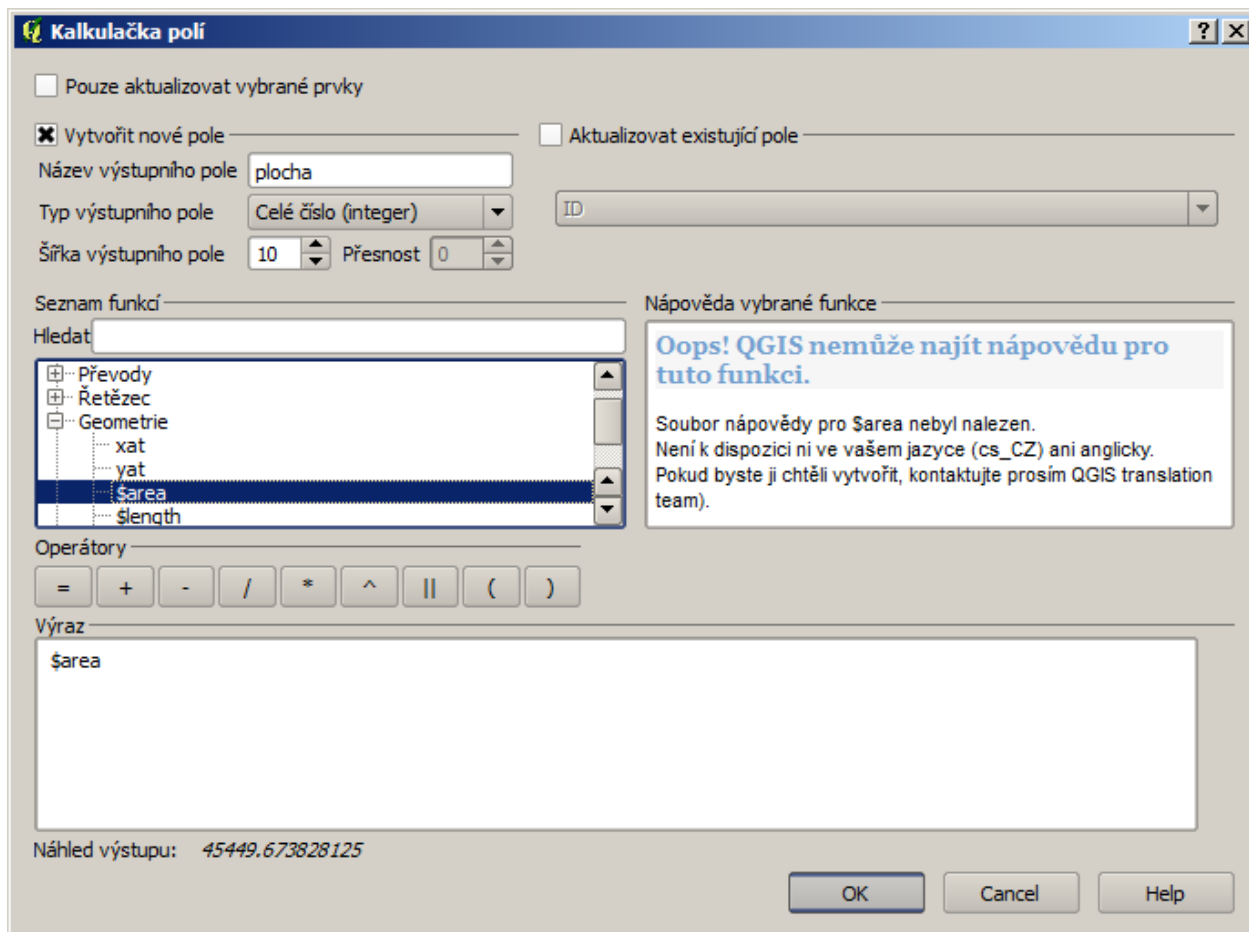 Kalkulačka polí
Pouze aktualizovat vybrané prvky
Vytvořit nové pole
Aktualizovat existující pole
Název výstupního pole plocha
Typ výstupního pole Celé číslo (integer)
ID
Šířka výstupního pole 10 Přesnost 0
Seznam funkcí
Hledat
Převody
Řetězec
Geometrie
xat
yat
$area
$length
Nápověda vybrané funkce
Oops! QGIS nemůže najít nápovědu pro
tuto funkci.
Soubor nápovědy pro $area nebyl nalezen.
Není k dispozici ni ve vašem jazyce (cs_CZ) ani anglicky.
Pokud byste ji chtěli vytvořit, kontaktujte prosím QGIS translation
team).
Operátory
= + - / * ^ || ( )
Výraz
$area
Náhled výstupu: 45449.673828125
OK Cancel Help